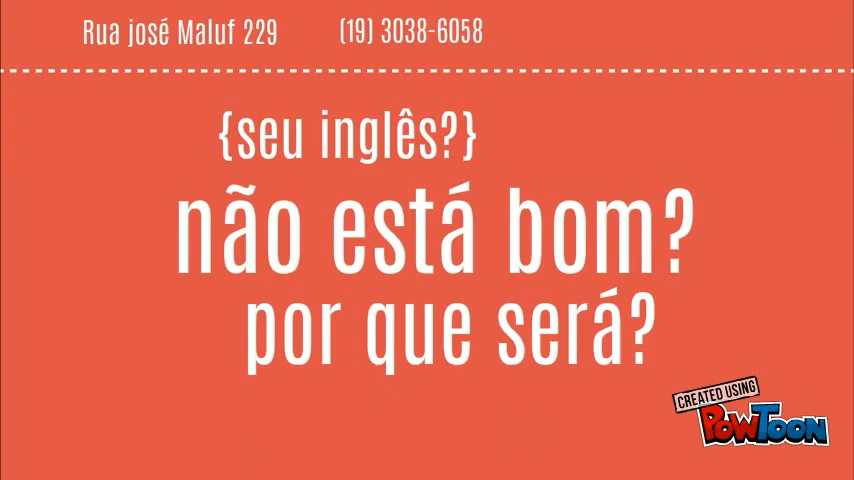 Rua josé Maluf 229 (19) 3038-6058
{seu inglês?}
não está bom?
por que será?
CREATED USING
POWTOON